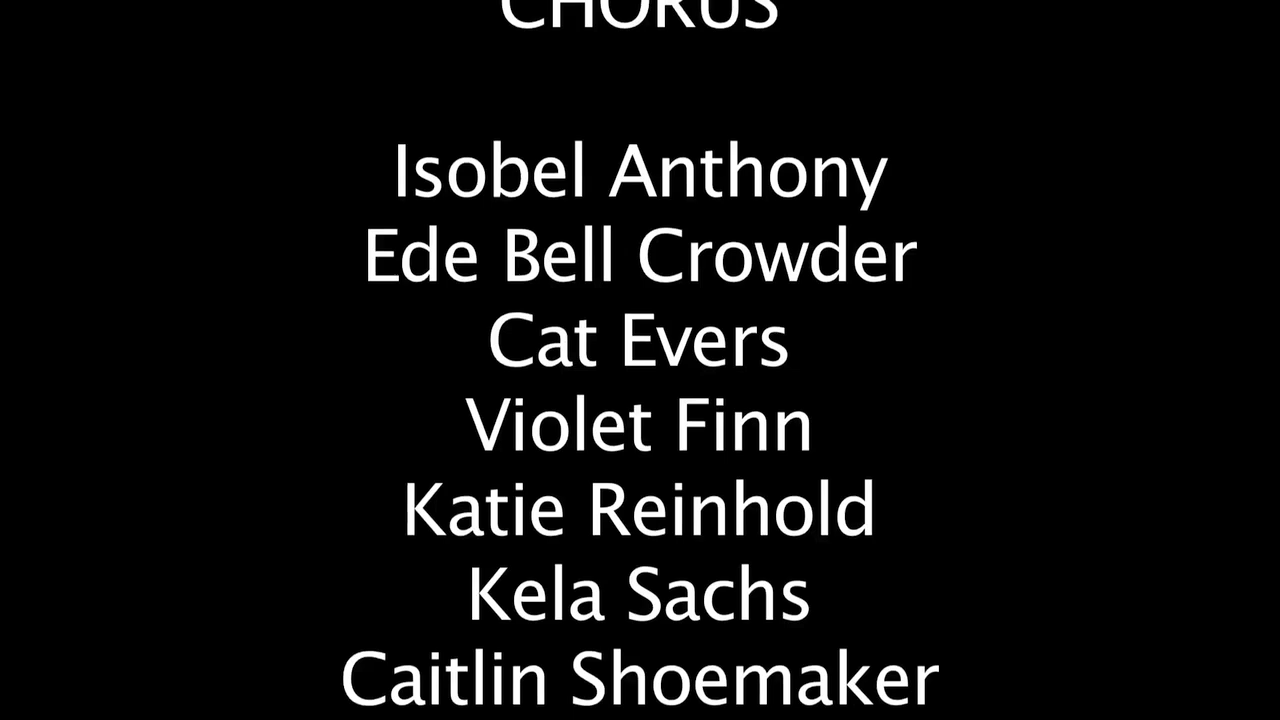 CHORUS
Isobel Anthony
Ede Bell Crowder
Cat Evers
Violet Finn
Katie Reinhold
Kela Sachs
Caitlin Shoemaker